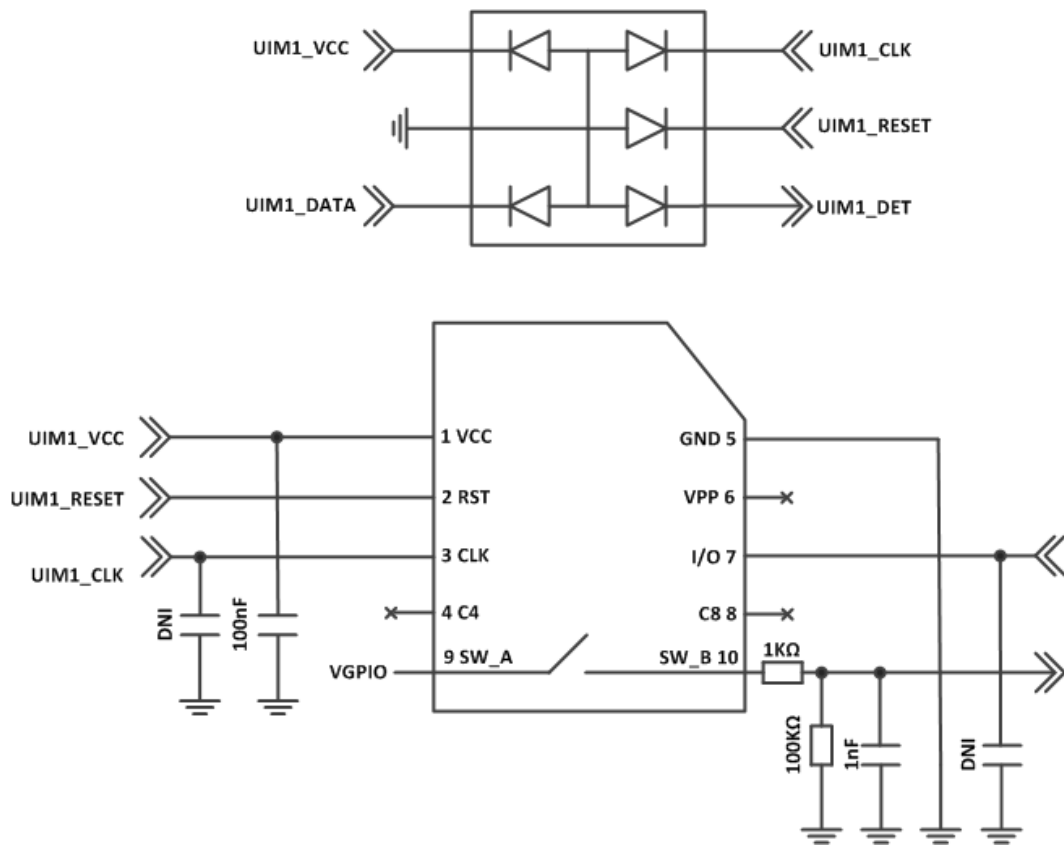 UIM1_VCC
UIM1_CLK
UIM1_RESET
UIM1_DATA
UIM1_DET
UIM1_VCC
1 VCC
GND 5
UIM1_RESET
2 RST
VPP 6
UIM1_CLK
3 CLK
I/O 7
DNI
100nF
4 C4
C8 8
VGPIO
9 SW_A
SW_B 10
1KΩ
100KΩ
1nF
DNI